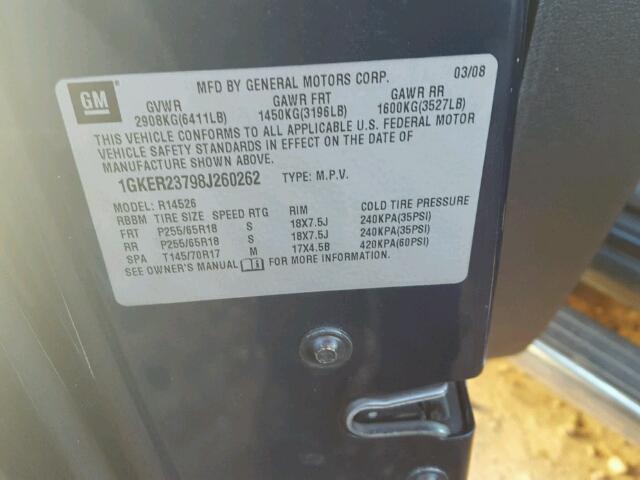 GM
MFD BY GENERAL MOTORS CORP. 03/08
GVWR GAWR FRT GAWR RR
2908KG(6411LB) 1450KG(3196LB) 1600KG(3527LB)
THIS VEHICLE CONFORMS TO ALL APPLICABLE U.S. FEDERAL MOTOR
VEHICLE SAFETY STANDARDS IN EFFECT ON THE DATE OF
MANUFACTURE SHOWN ABOVE.
1GKER23798J260262 TYPE: M.P.V.
MODEL: R14526
RBBM TIRE SIZE SPEED RTG RIM COLD TIRE PRESSURE
FRT P255/65R18 S 18X7.5J 240KPA(35PSI)
RR P255/65R18 S 18X7.5J 240KPA(35PSI)
SPA T145/70R17 M 17X4.5B 420KPA(60PSI)
SEE OWNER'S MANUAL FOR MORE INFORMATION.